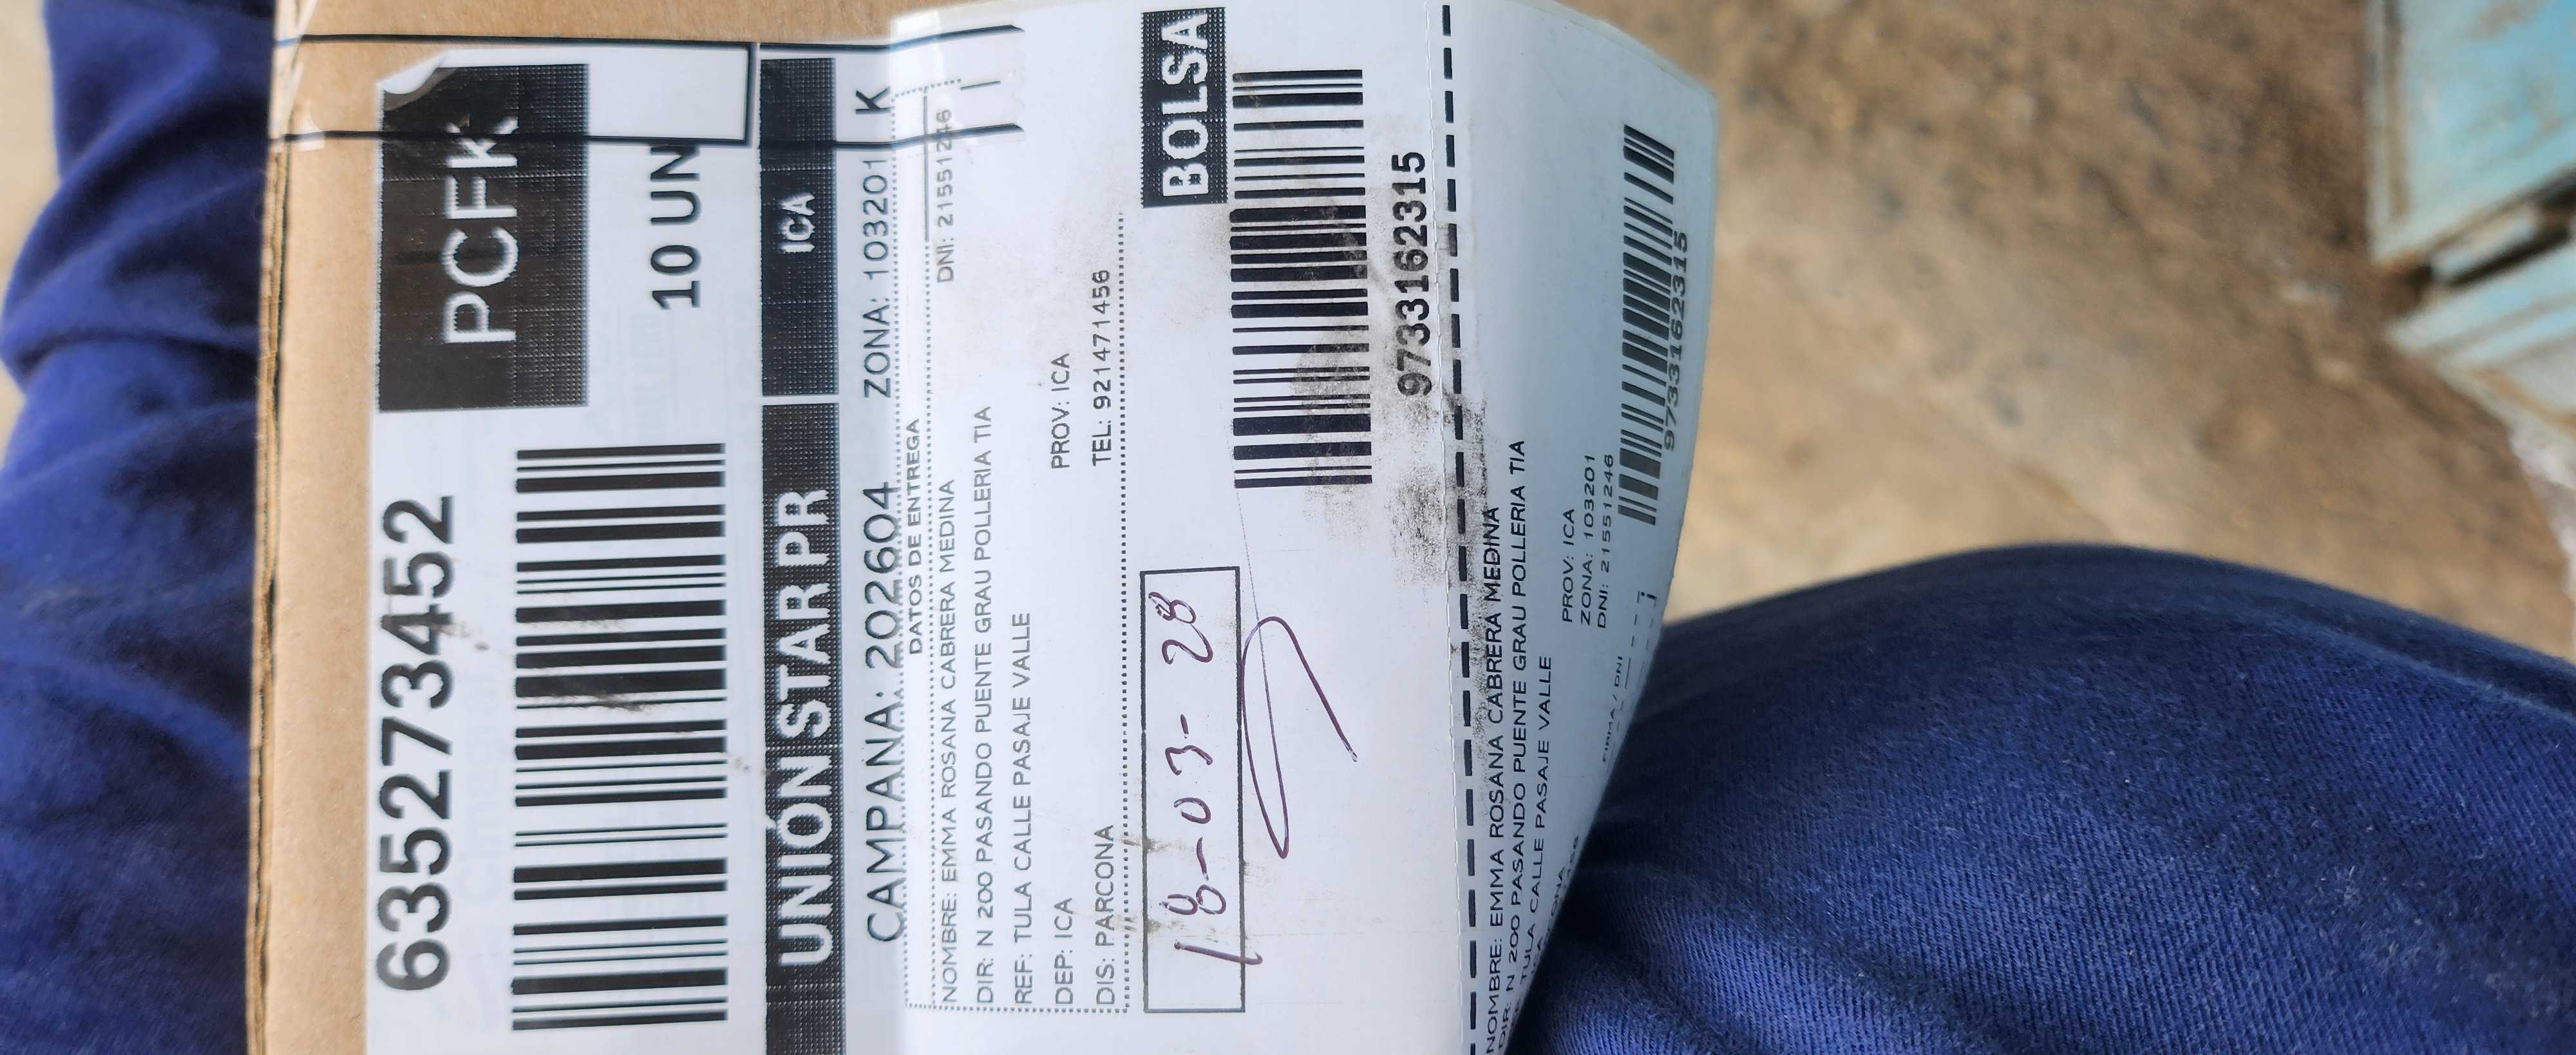 6352734452
PCFK
10 UN
UNIÓN STAR PR
ICA
CAMPAÑA: 202604 ZONA: 103201 K
DATOS DE ENTREGA
NOMBRE: EMMA ROSANA CABRERA MEDINA DNI: 21551246
DIR: N 200 PASANDO PUENTE GRAU POLLERIA TIA
REF: TULA CALLE PASAJE VALLE
DEP: ICA PROV: ICA
DIS: PARCONA TEL: 921471456
18-03-28
BOLSA
9733162315
NOMBRE: EMMA ROSANA CABRERA MEDINA
DIR: N 200 PASANDO PUENTE GRAU POLLERIA TIA
TULA CALLE PASAJE VALLE
PROV: ICA
ZONA: 103201
DNI: 21551246
FIRMA / DNI
9733162315